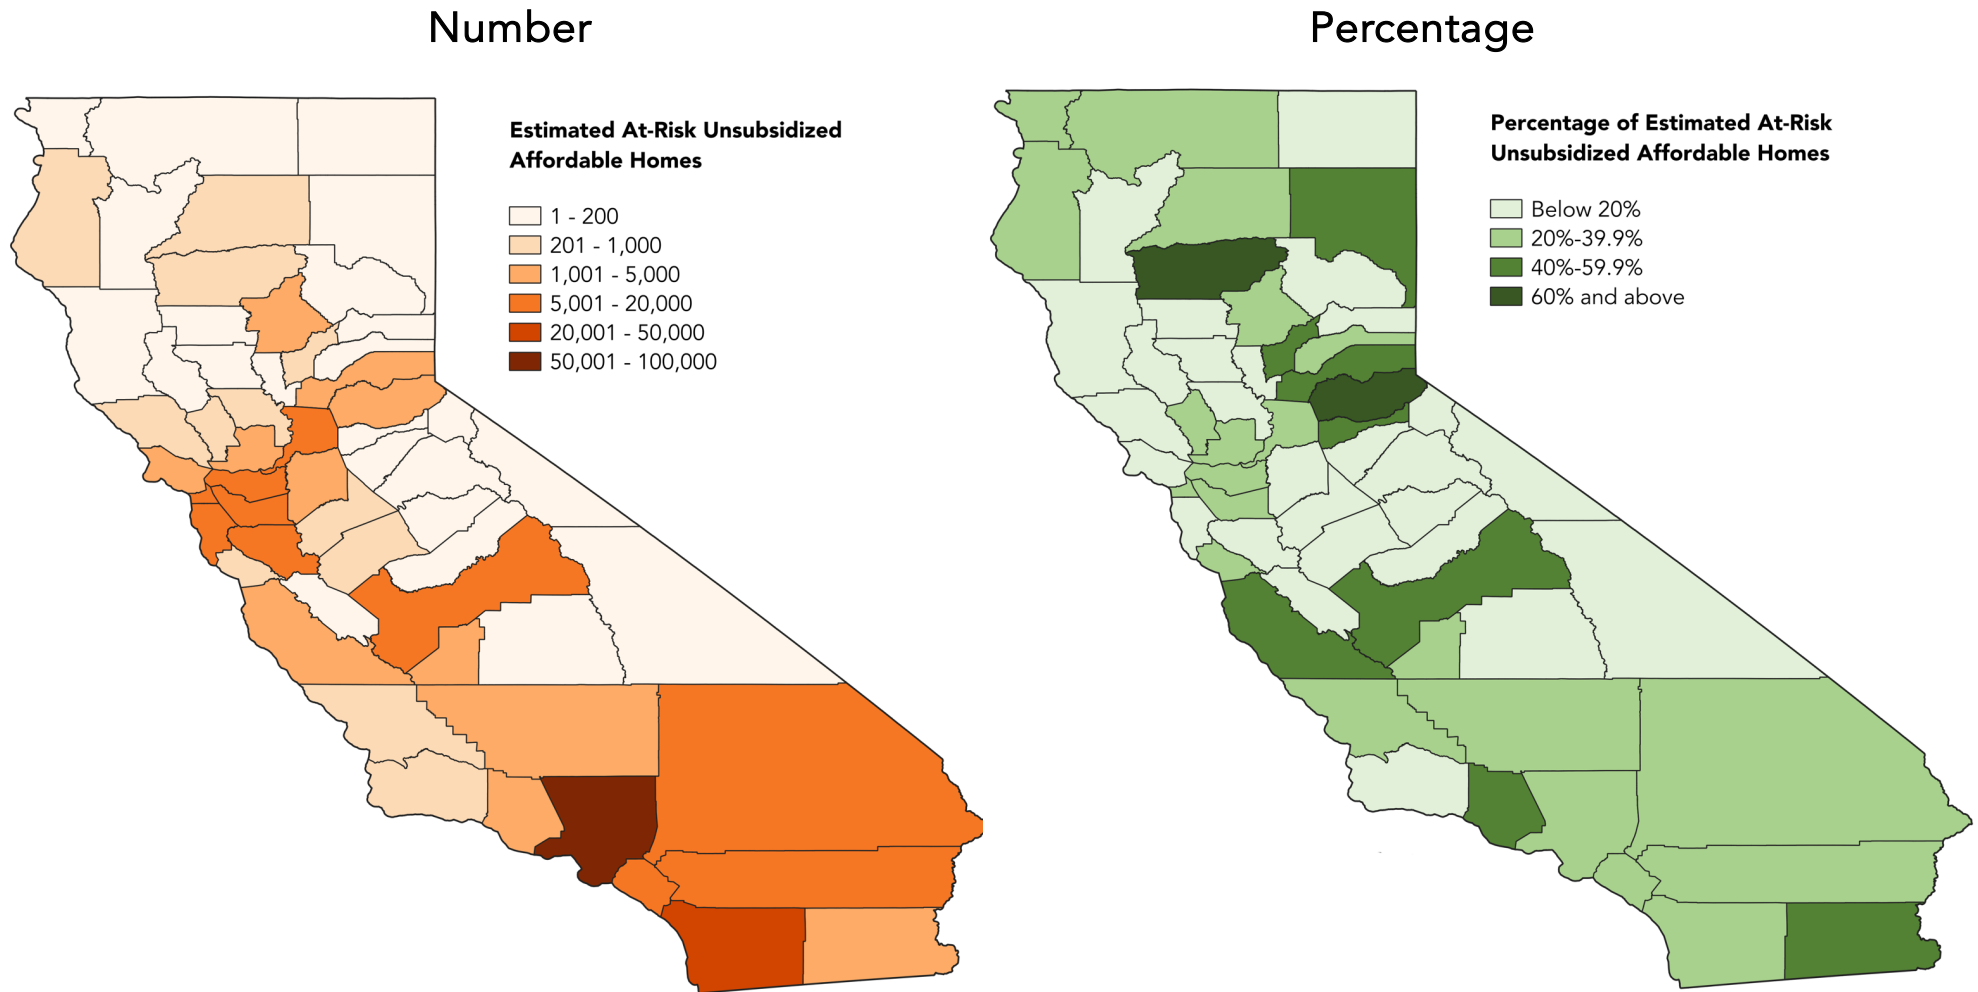 Number
Estimated At-Risk Unsubsidized
Affordable Homes
1 - 200
201 - 1,000
1,001 - 5,000
5,001 - 20,000
20,001 - 50,000
50,001 - 100,000
Percentage
Percentage of Estimated At-Risk
Unsubsidized Affordable Homes
Below 20%
20%-39.9%
40%-59.9%
60% and above